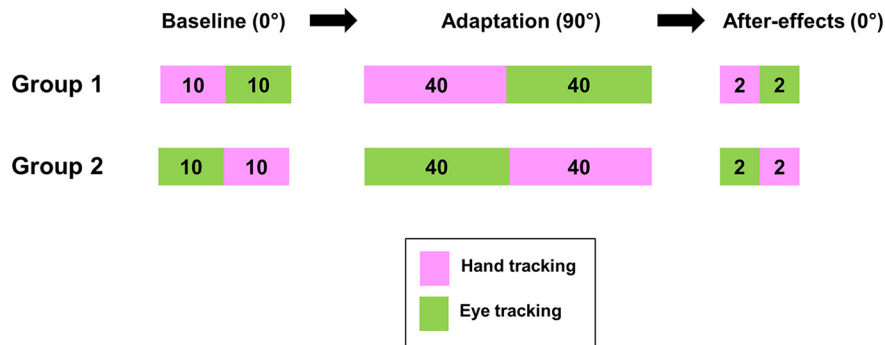 Baseline (0°) Adaptation (90°) After-effects (0°)
Group 1 10 10 40 40 2 2
Group 2 10 10 40 40 2 2
Hand tracking
Eye tracking